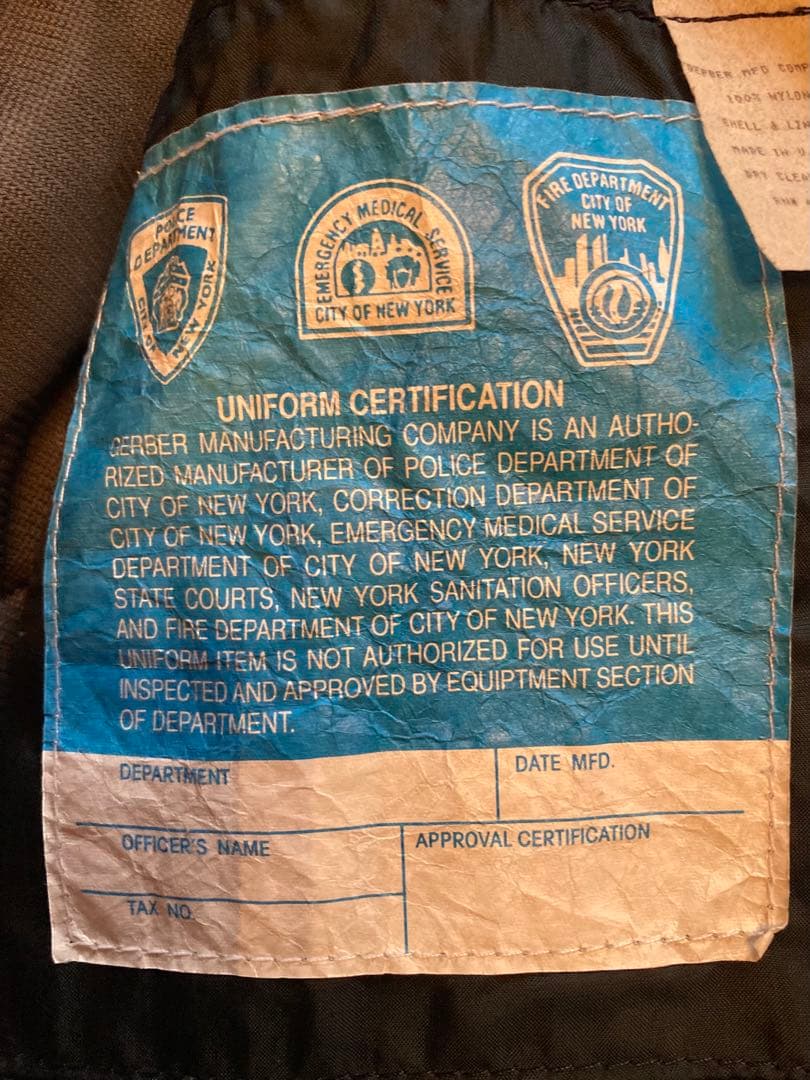 GERBER MFD COMP
100% NYLON
SHELL & LIN
MADE IN U
DRY CLEA
POLICE
DEPARTMENT
CITY OF
NEW YORK
EMERGENCY MEDICAL SERVICE
CITY OF NEW YORK
FIRE DEPARTMENT
CITY OF
NEW YORK
UNIFORM CERTIFICATION
GERBER MANUFACTURING COMPANY IS AN AUTHO-
RIZED MANUFACTURER OF POLICE DEPARTMENT OF
CITY OF NEW YORK, CORRECTION DEPARTMENT OF
CITY OF NEW YORK, EMERGENCY MEDICAL SERVICE
DEPARTMENT OF CITY OF NEW YORK, NEW YORK
STATE COURTS, NEW YORK SANITATION OFFICERS,
AND FIRE DEPARTMENT OF CITY OF NEW YORK. THIS
UNIFORM ITEM IS NOT AUTHORIZED FOR USE UNTIL
INSPECTED AND APPROVED BY EQUIPTMENT SECTION
OF DEPARTMENT.
DEPARTMENT
DATE MFD.
OFFICER'S NAME
APPROVAL CERTIFICATION
TAX NO.